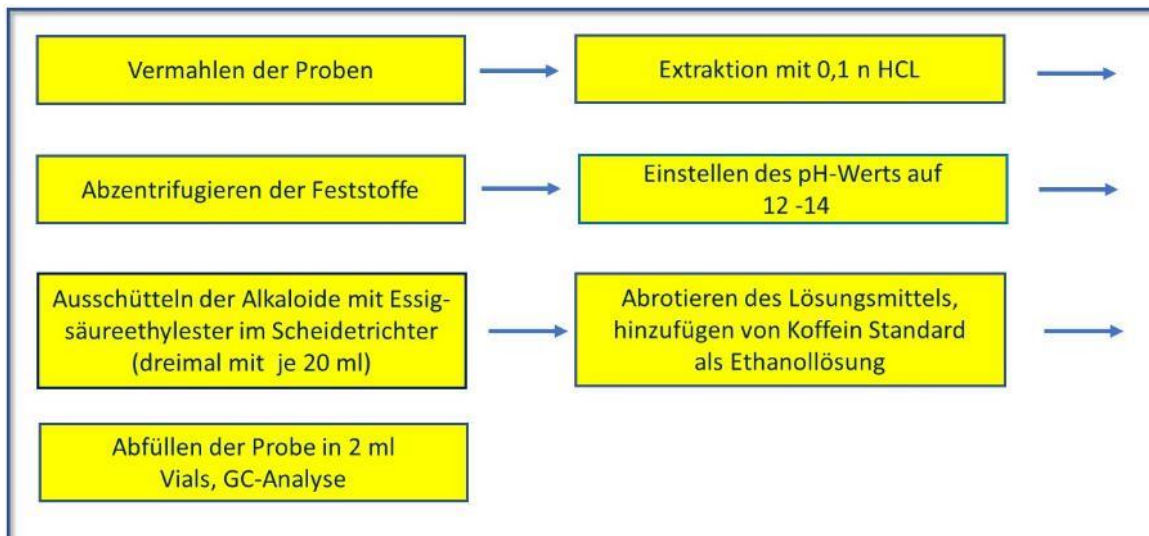 Vermahlen der Proben
Extraktion mit 0,1 n HCL
Abzentrifugieren der Feststoffe
Einstellen des pH-Werts auf
12 -14
Ausschütteln der Alkaloide mit Essig-
säureethylester im Scheidetrichter
(dreimal mit je 20 ml)
Abrotieren des Lösungsmittels,
hinzufügen von Koffein Standard
als Ethanollösung
Abfüllen der Probe in 2 ml
Vials, GC-Analyse